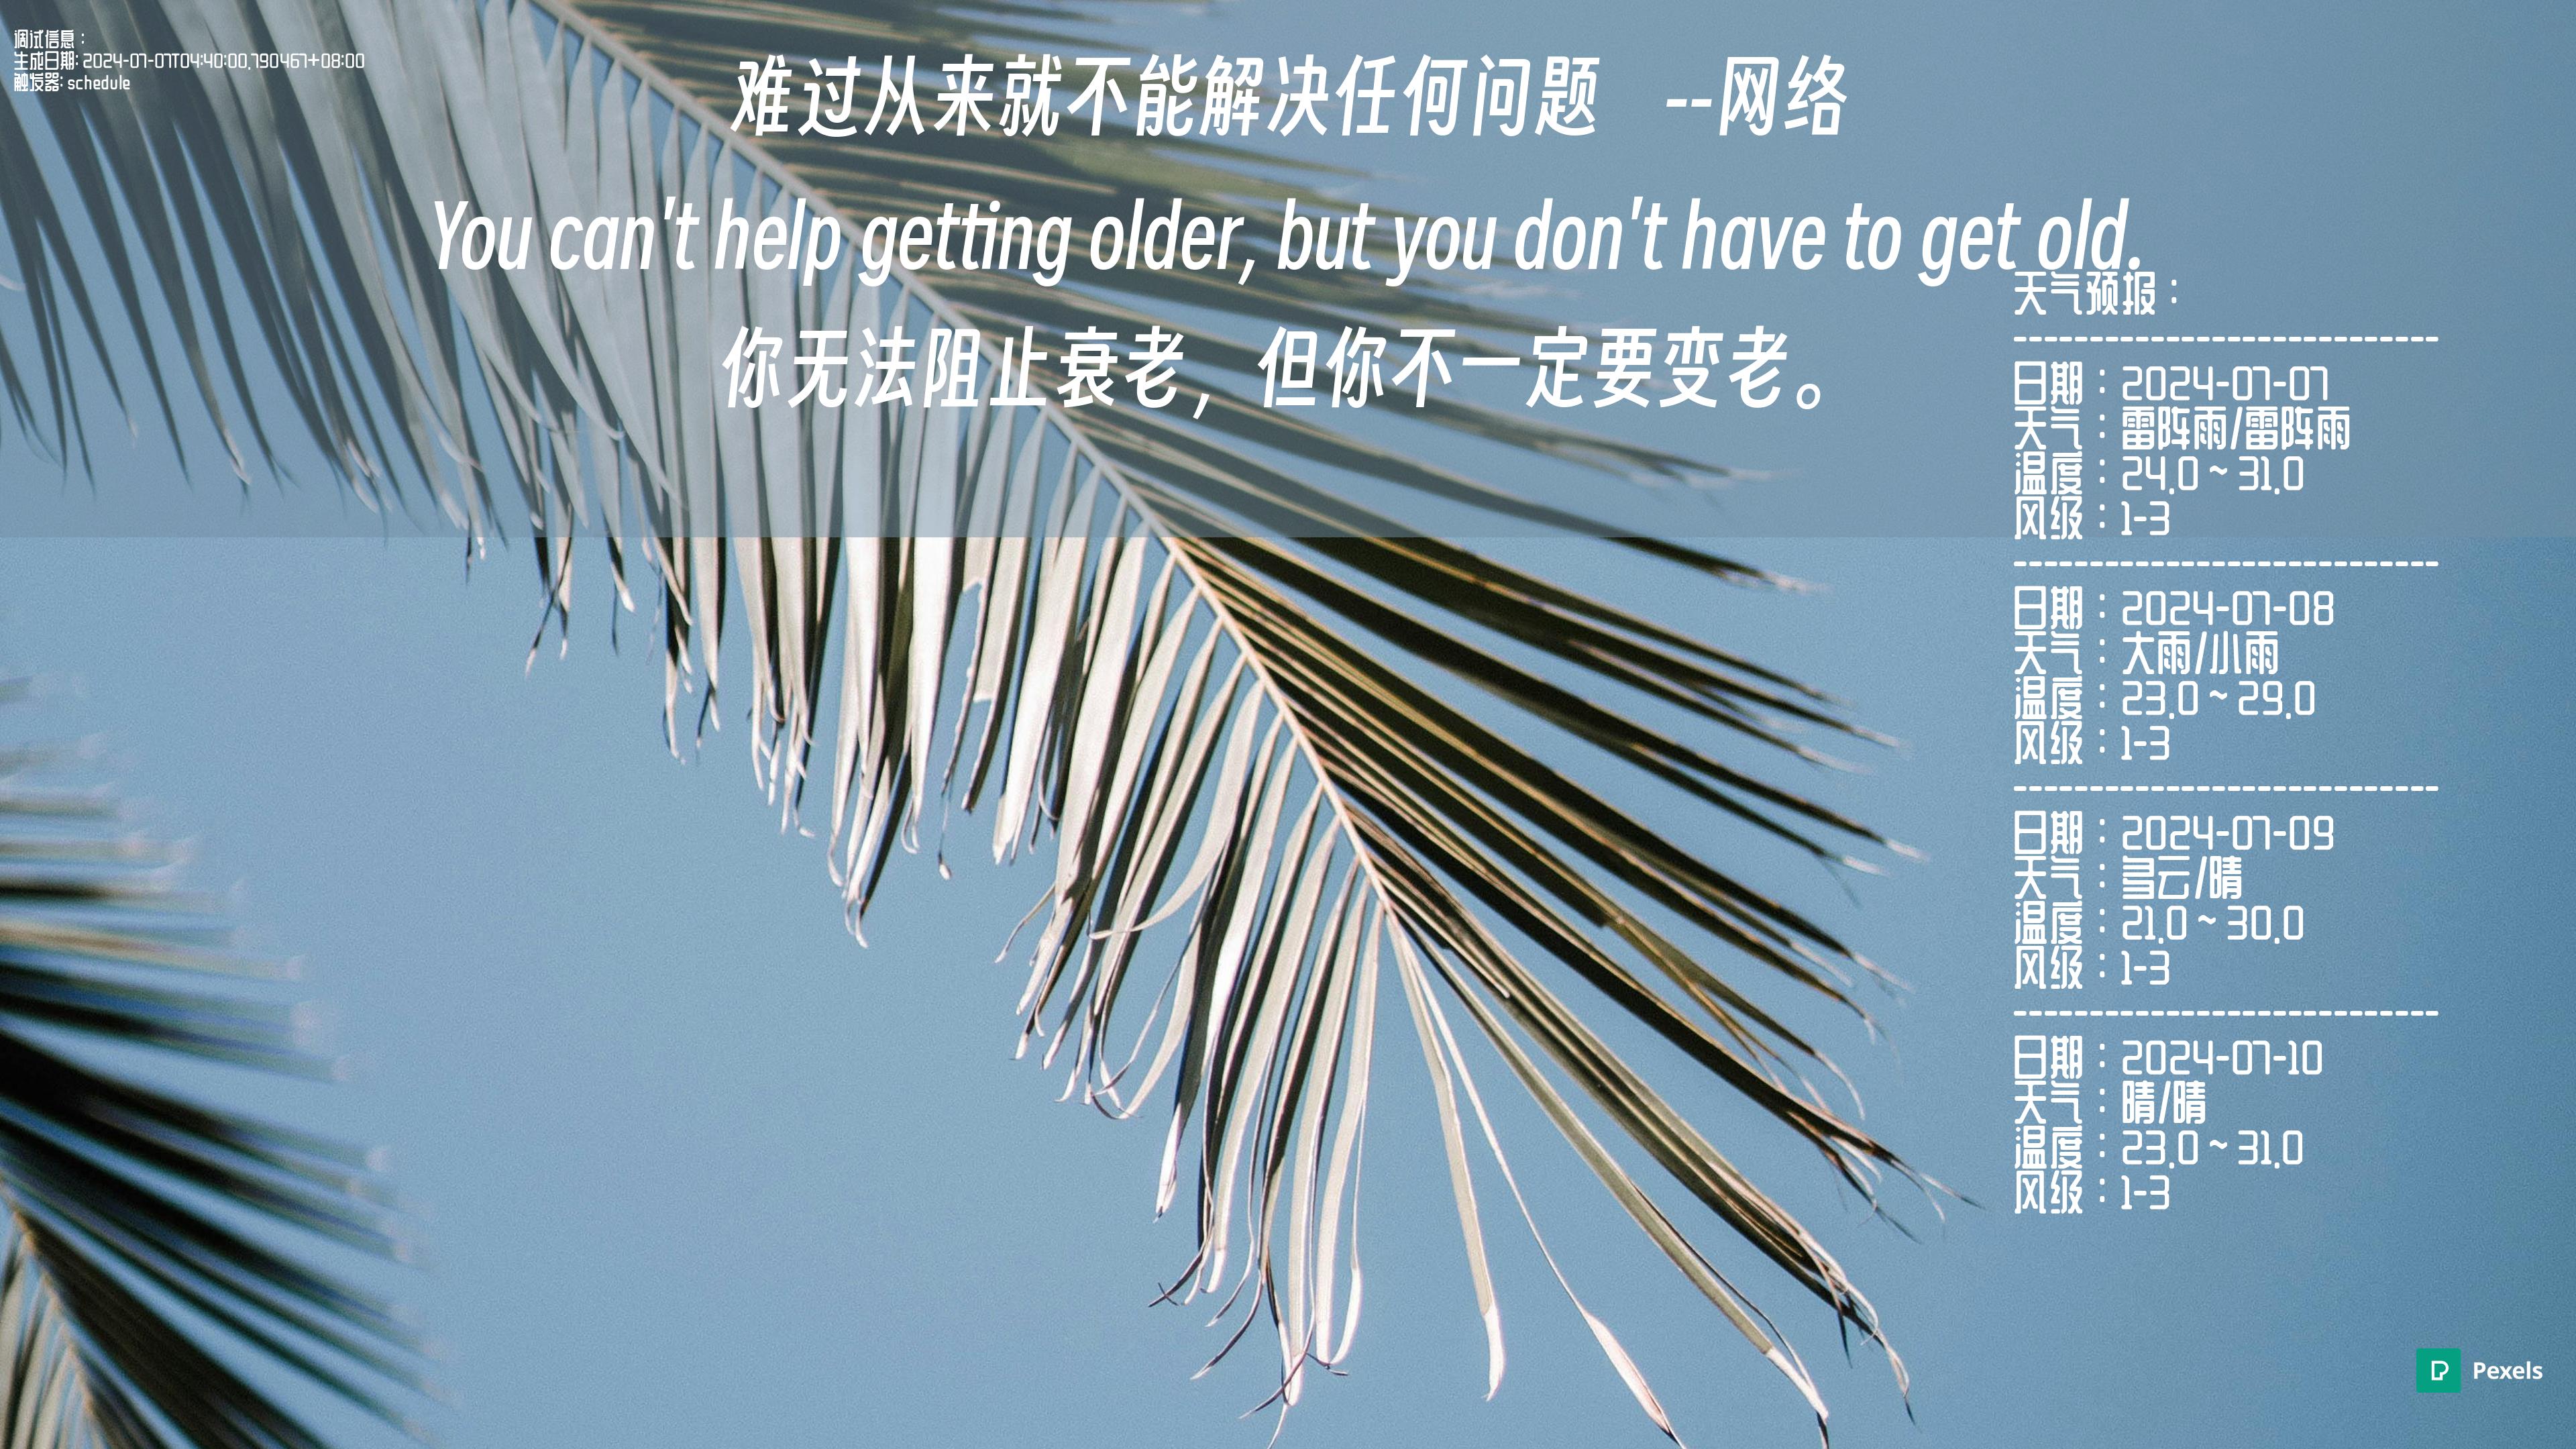 调试信息：
生成日期: 2024-07-07T04:40:00.790467+08:00
触发器: schedule
难过从来就不能解决任何问题 --网络
You can't help getting older, but you don't have to get old.
你无法阻止衰老，但你不一定要变老。
天气预报：
----------------------------
日期：2024-07-07
天气：雷阵雨/雷阵雨
温度：24.0 ~ 31.0
风级：1-3
----------------------------
日期：2024-07-08
天气：大雨/小雨
温度：23.0 ~ 29.0
风级：1-3
----------------------------
日期：2024-07-09
天气：多云/晴
温度：21.0 ~ 30.0
风级：1-3
----------------------------
日期：2024-07-10
天气：晴/晴
温度：23.0 ~ 31.0
风级：1-3
Pexels